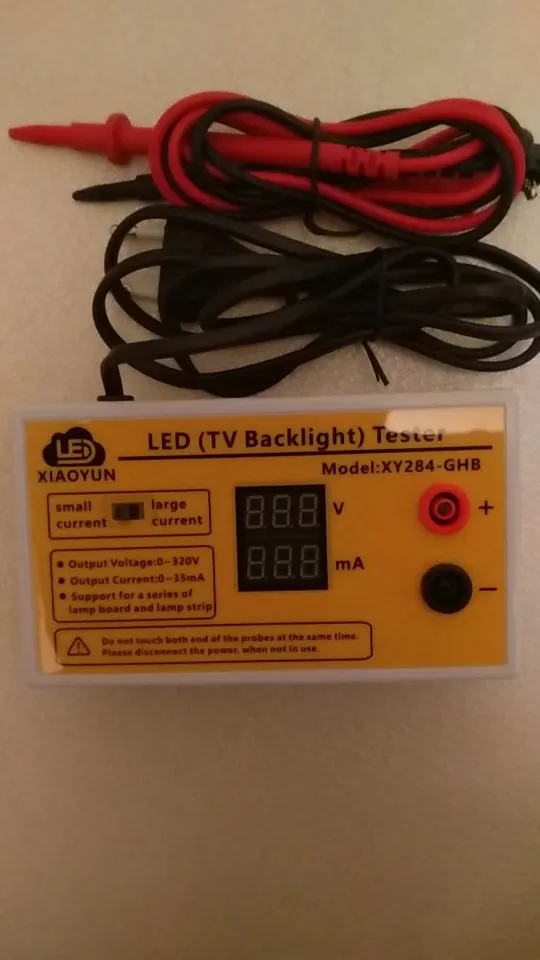 LED (TV Backlight) Tester
LED
XIAOYUN
Model:XY284-GHB
small current
large current
V
mA
+
−
● Output Voltage:0~320V
● Output Current:0~35mA
● Support for a series of
lamp board and lamp strip
Do not touch both end of the probes at the same time.
Please disconnect the power, when not in use.